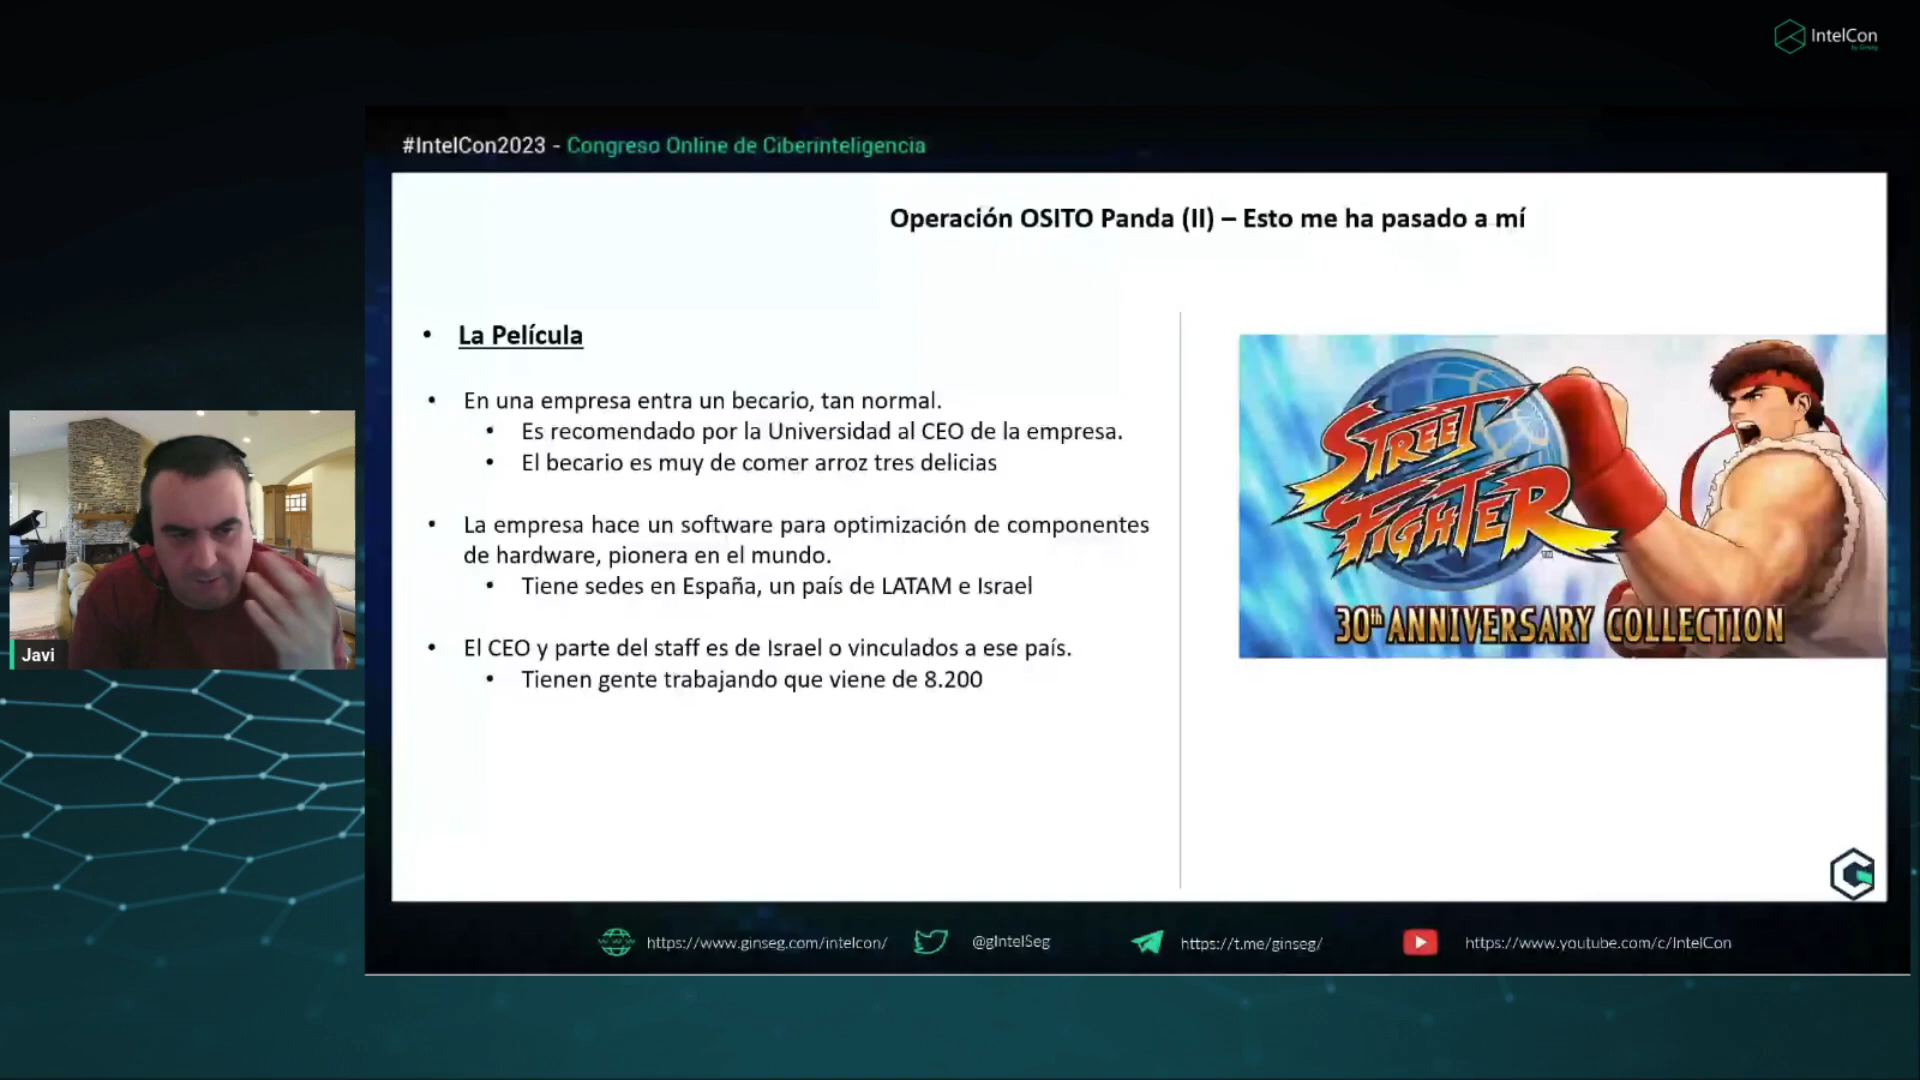 IntelCon
by Ginseg
#IntelCon2023 - Congreso Online de Ciberinteligencia
Operación OSITO Panda (II) – Esto me ha pasado a mí
• La Película
• En una empresa entra un becario, tan normal.
• Es recomendado por la Universidad al CEO de la empresa.
• El becario es muy de comer arroz tres delicias
• La empresa hace un software para optimización de componentes
de hardware, pionera en el mundo.
• Tiene sedes en España, un país de LATAM e Israel
• El CEO y parte del staff es de Israel o vinculados a ese país.
• Tienen gente trabajando que viene de 8.200
STREET
FIGHTER
TM
30th ANNIVERSARY COLLECTION
Javi
https://www.ginseg.com/intelcon/
@gIntelSeg
https://t.me/ginseg/
https://www.youtube.com/c/IntelCon